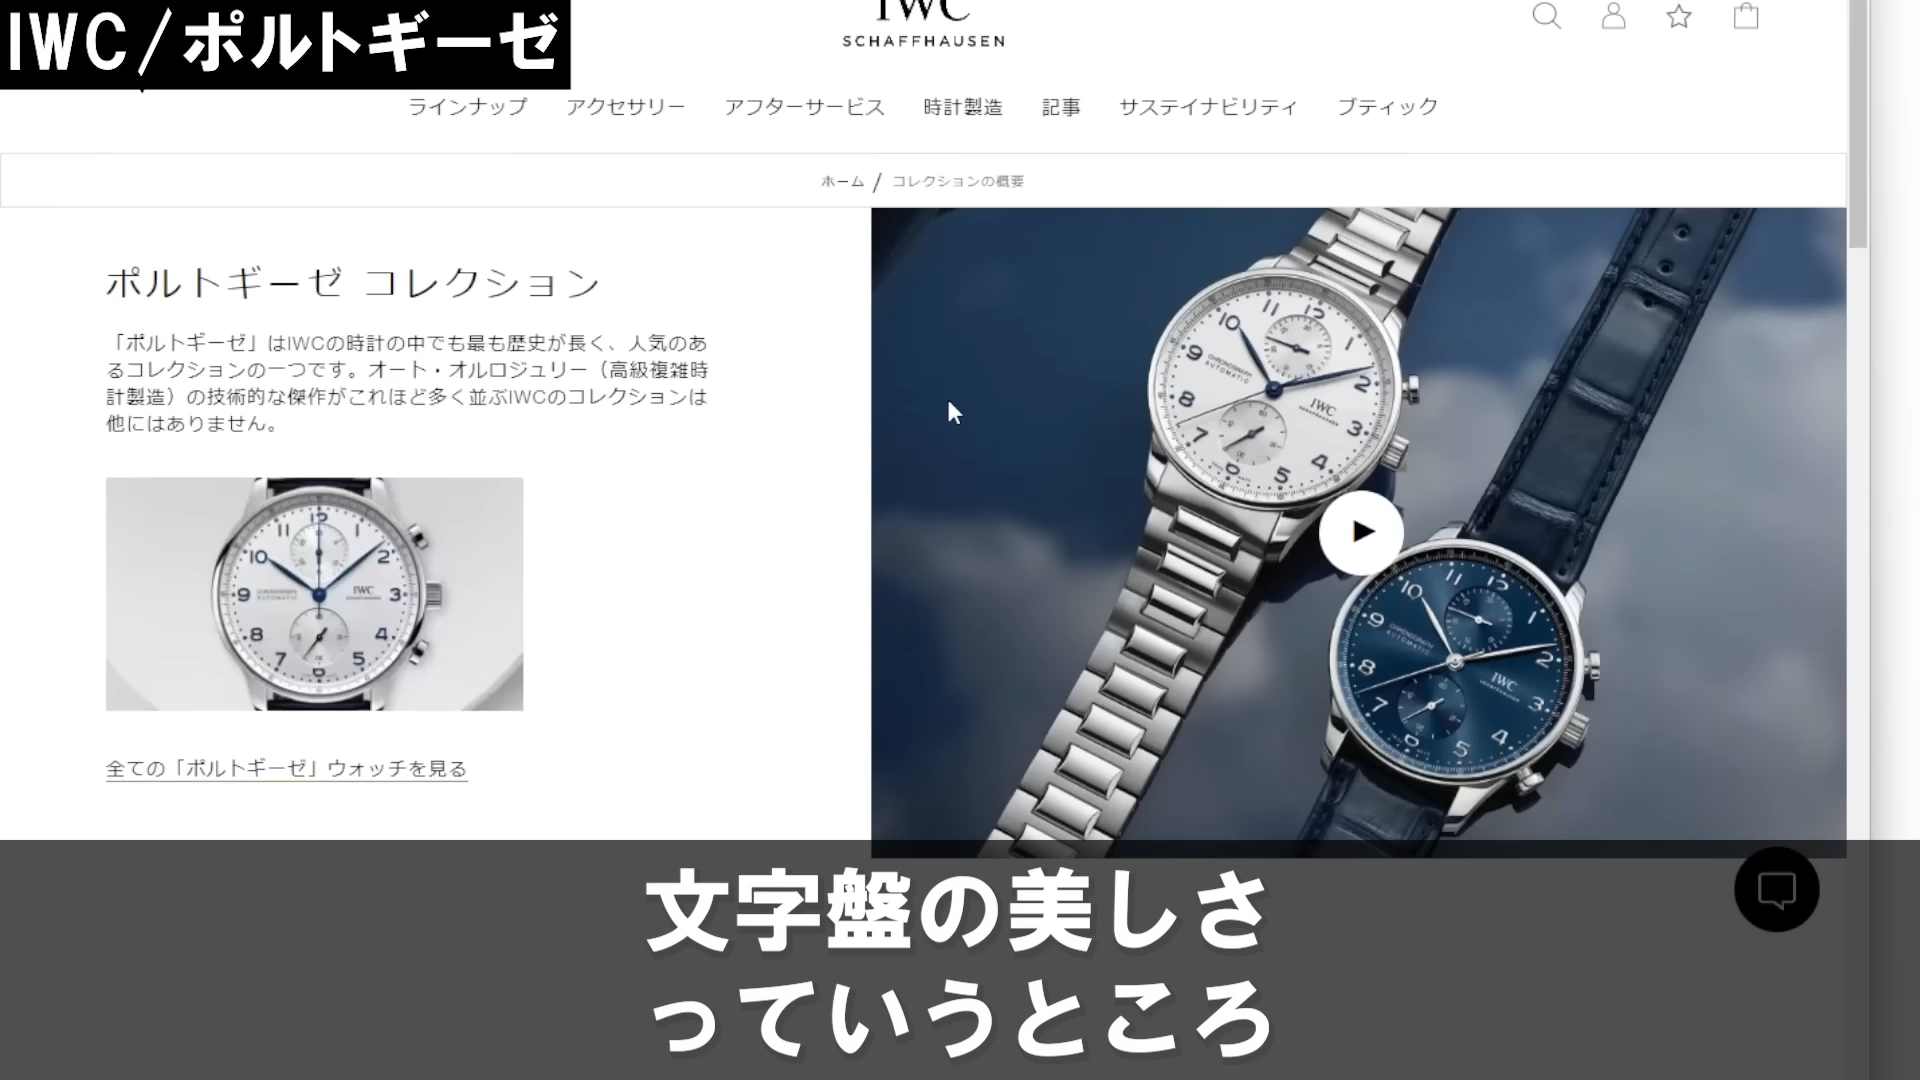 IWC/ポルトギーゼ
IWC
SCHAFFHAUSEN
ラインナップ アクセサリー アフターサービス 時計製造 記事 サステイナビリティ ブティック
ホーム / コレクションの概要
ポルトギーゼ コレクション
「ポルトギーゼ」はIWCの時計の中でも最も歴史が長く、人気のあ
るコレクションの一つです。オート・オルロジュリー（高級複雑時
計製造）の技術的な傑作がこれほど多く並ぶIWCのコレクションは
他にはありません。
全ての「ポルトギーゼ」ウォッチを見る
文字盤の美しさ
っていうところ